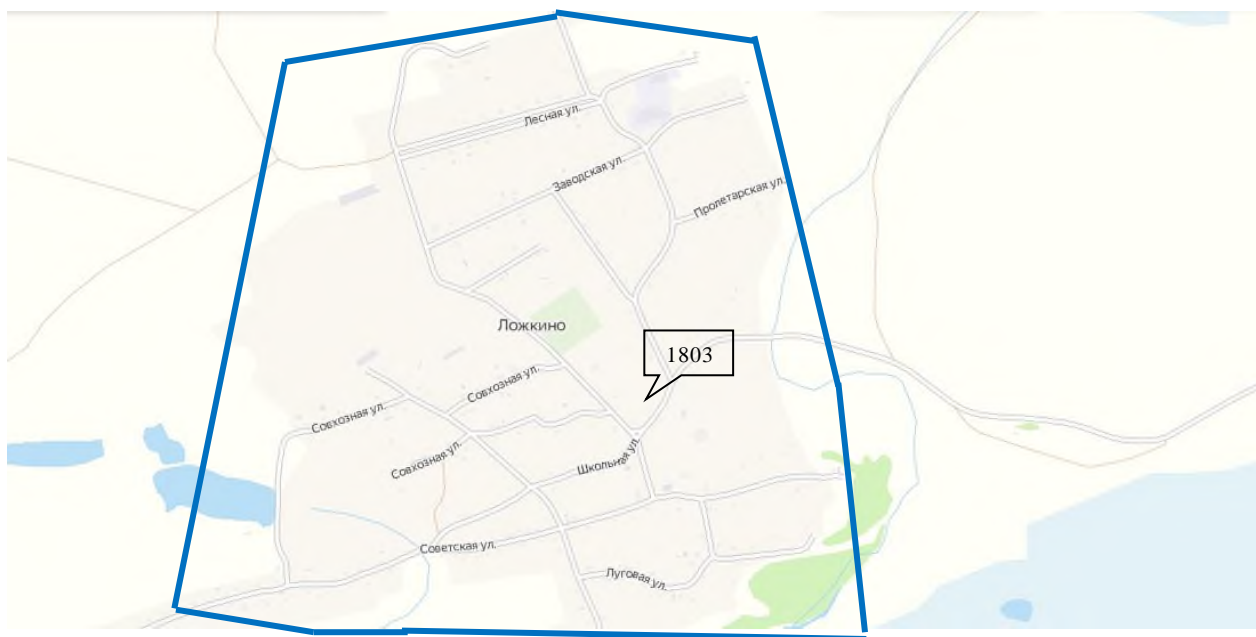 Лесная ул.
Заводская ул.
Пролетарская ул.
Ложкино
1803
Совхозная ул.
Совхозная ул.
Совхозная ул.
Школьная ул.
Советская ул.
Луговая ул.